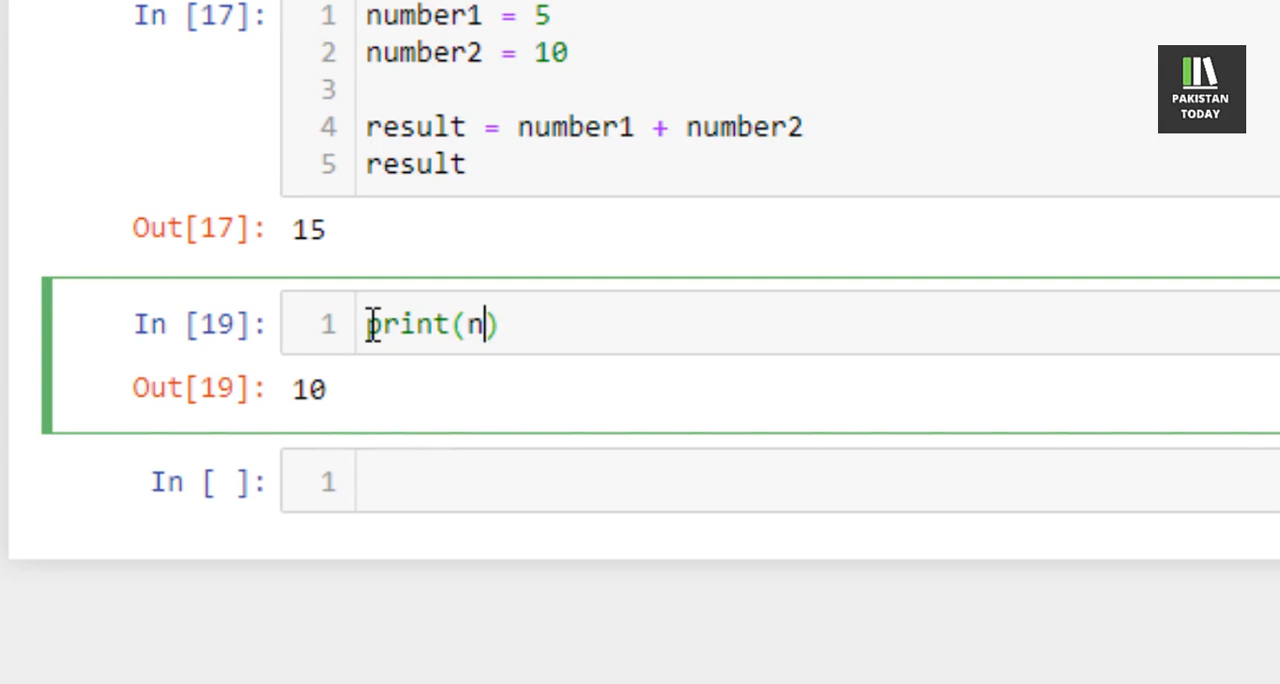 In [17]:
1 number1 = 5
2 number2 = 10
3
4 result = number1 + number2
5 result
Out[17]: 15
In [19]: 1 print(n)
Out[19]: 10
In [ ]: 1
PAKISTAN
TODAY